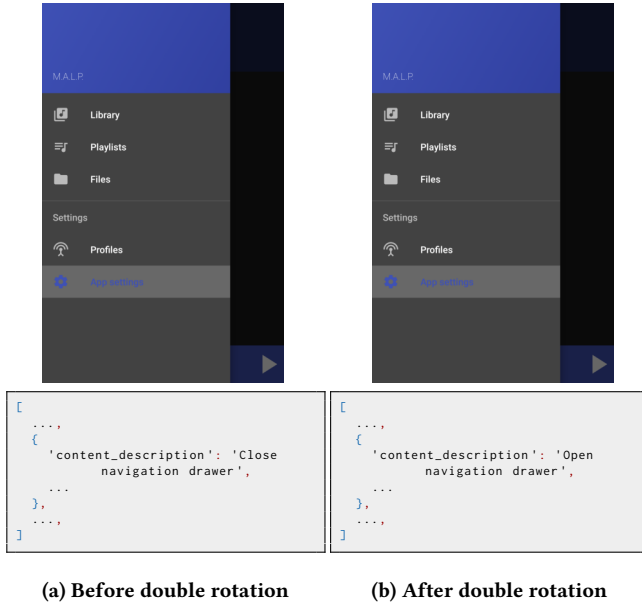 M.A.L.P.
Library
Playlists
Files
Settings
Profiles
App settings
M.A.L.P.
Library
Playlists
Files
Settings
Profiles
App settings
[
...,
{
'content_description': 'Close
navigation drawer',
...
},
...,
]
[
...,
{
'content_description': 'Open
navigation drawer',
...
},
...,
]
(a) Before double rotation
(b) After double rotation